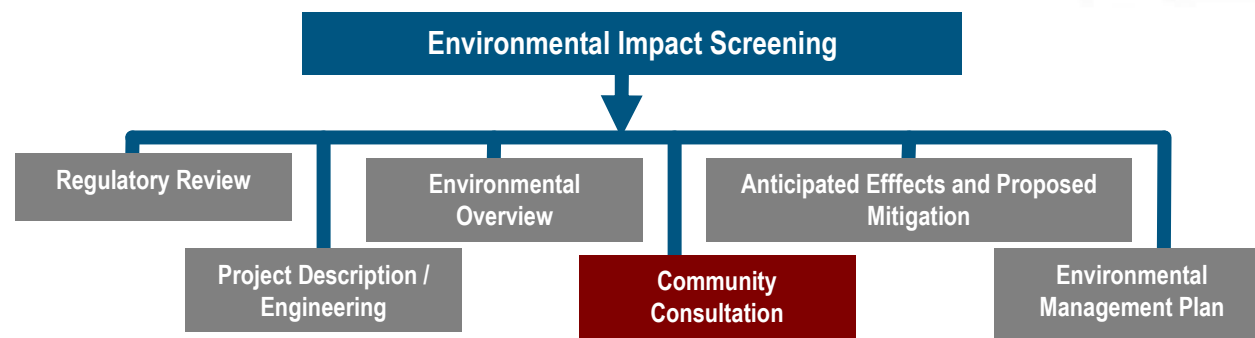 Environmental Impact Screening
Regulatory Review
Environmental
Overview
Anticipated Efffects and Proposed
Mitigation
Project Description /
Engineering
Community
Consultation
Environmental
Management Plan